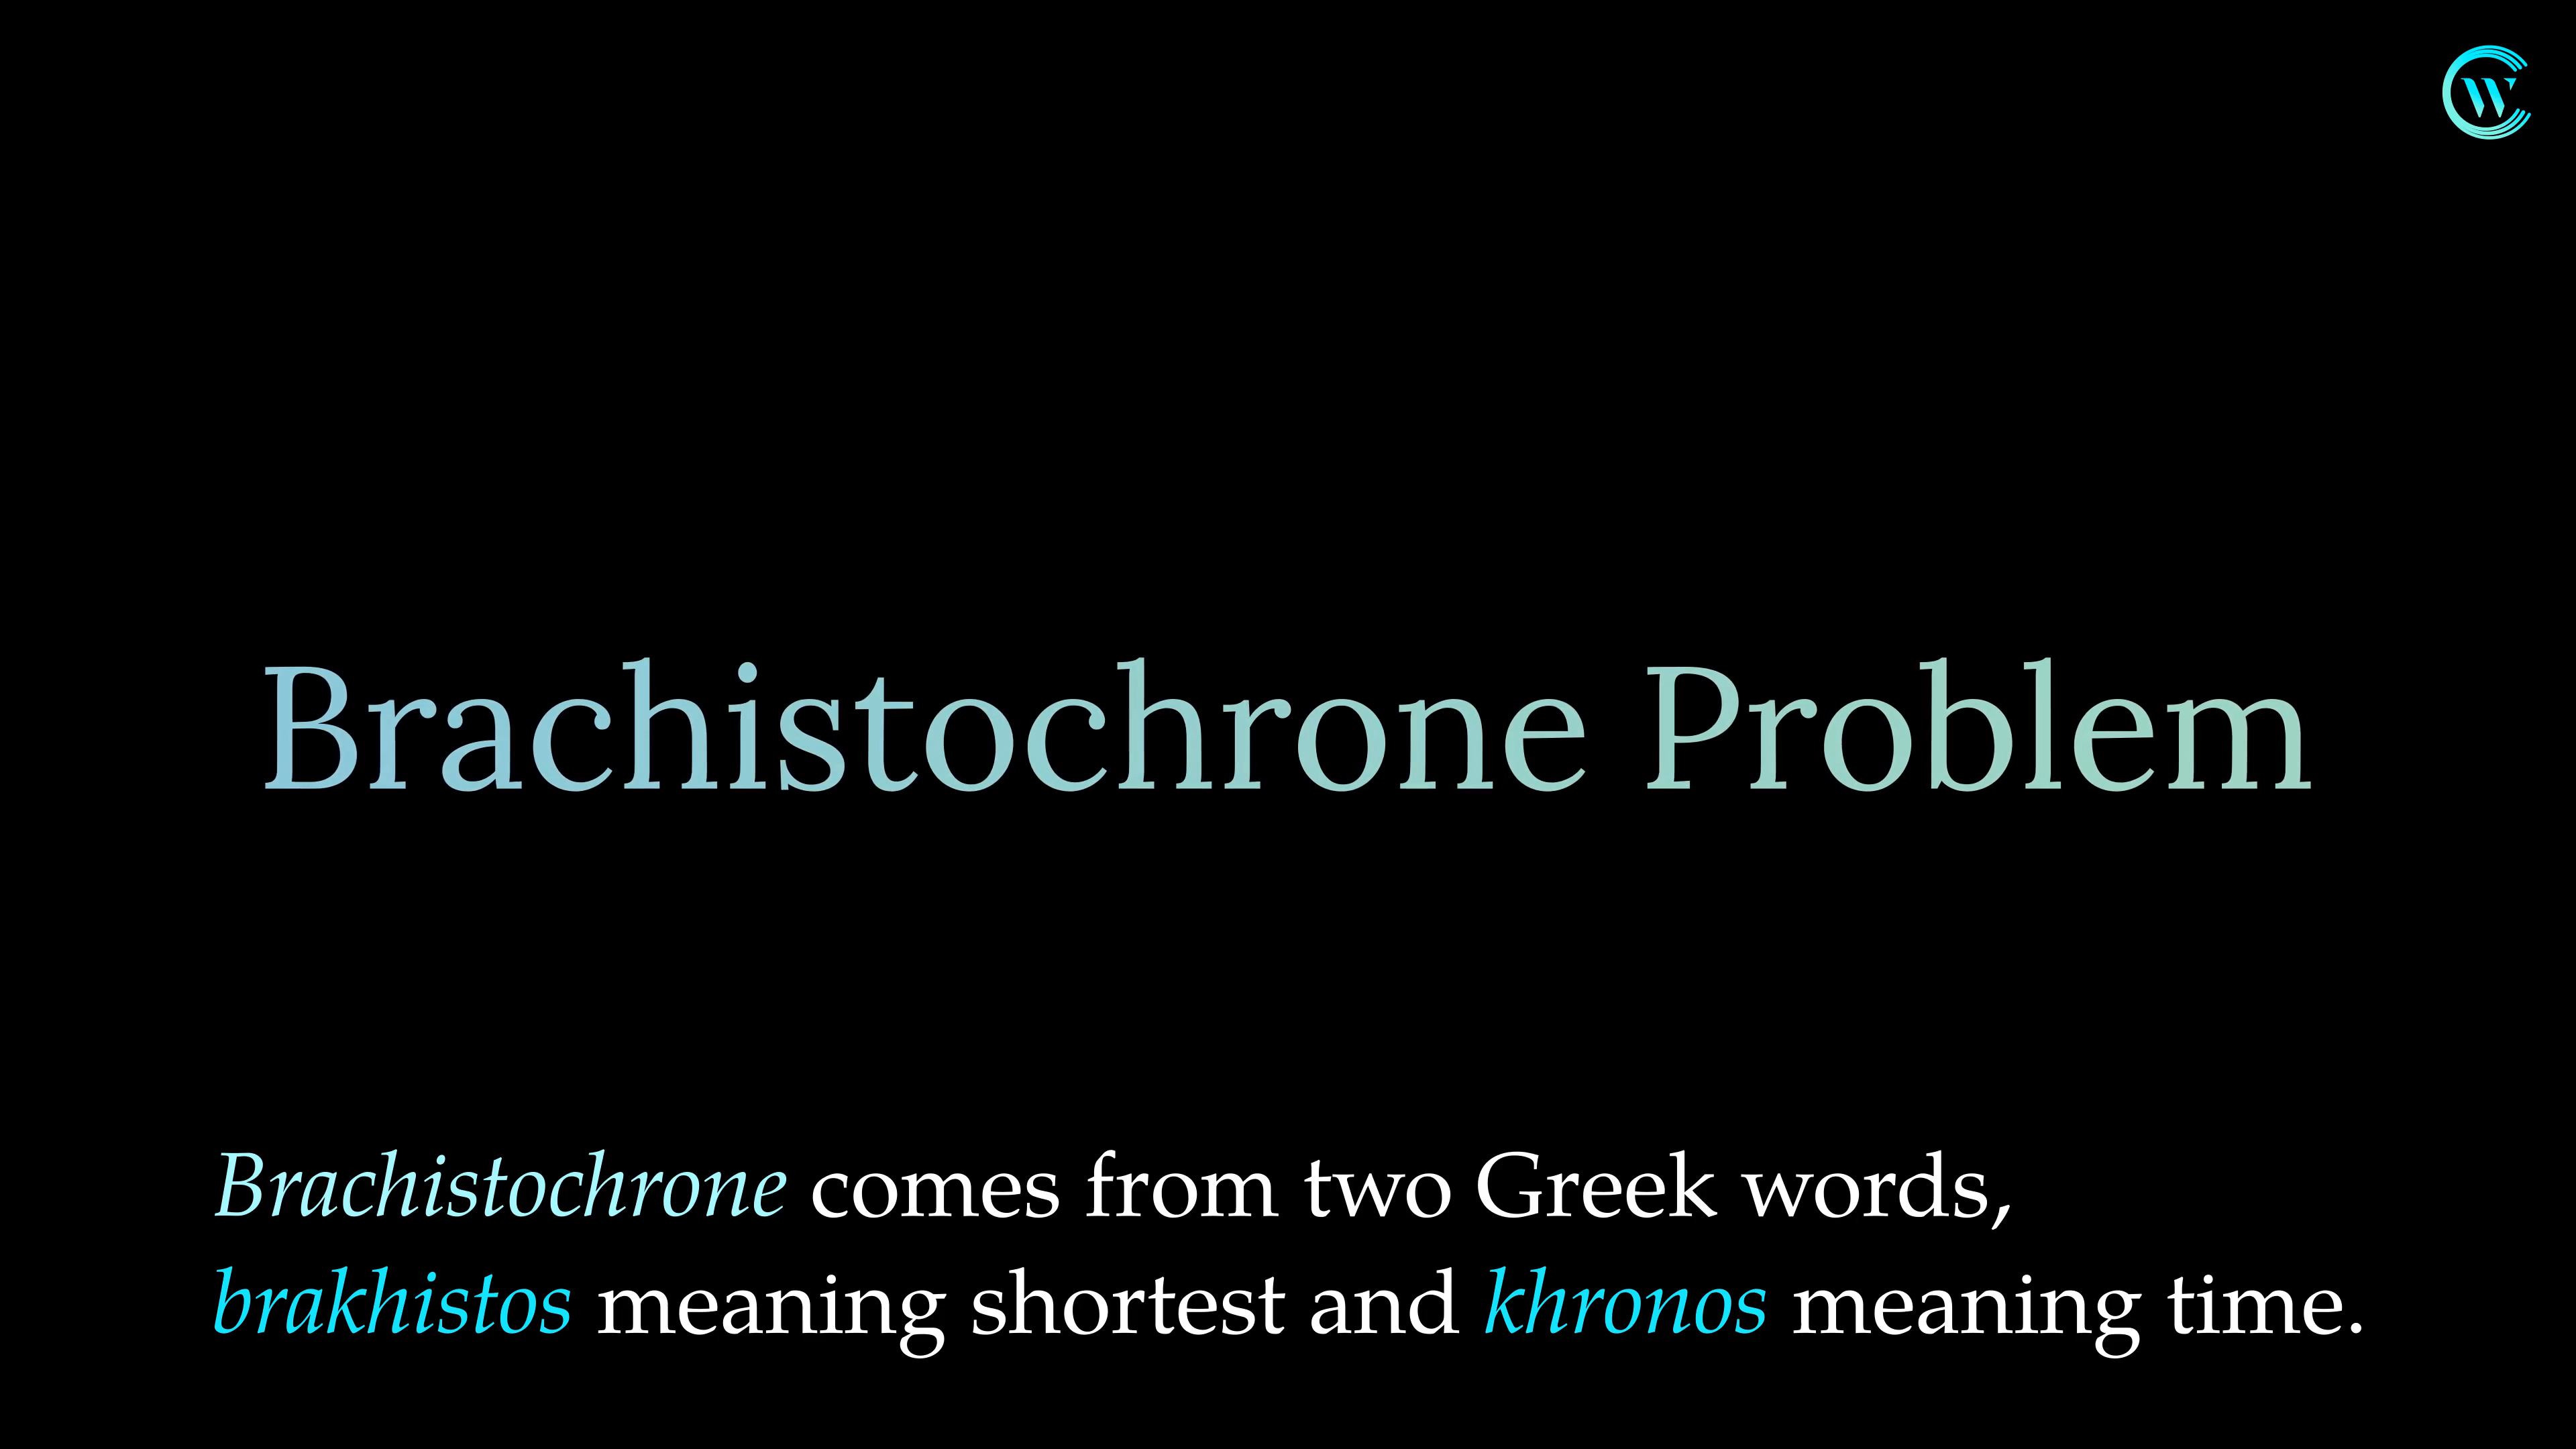 Brachistochrone Problem
Brachistochrone comes from two Greek words,
brakhistos meaning shortest and khronos meaning time.